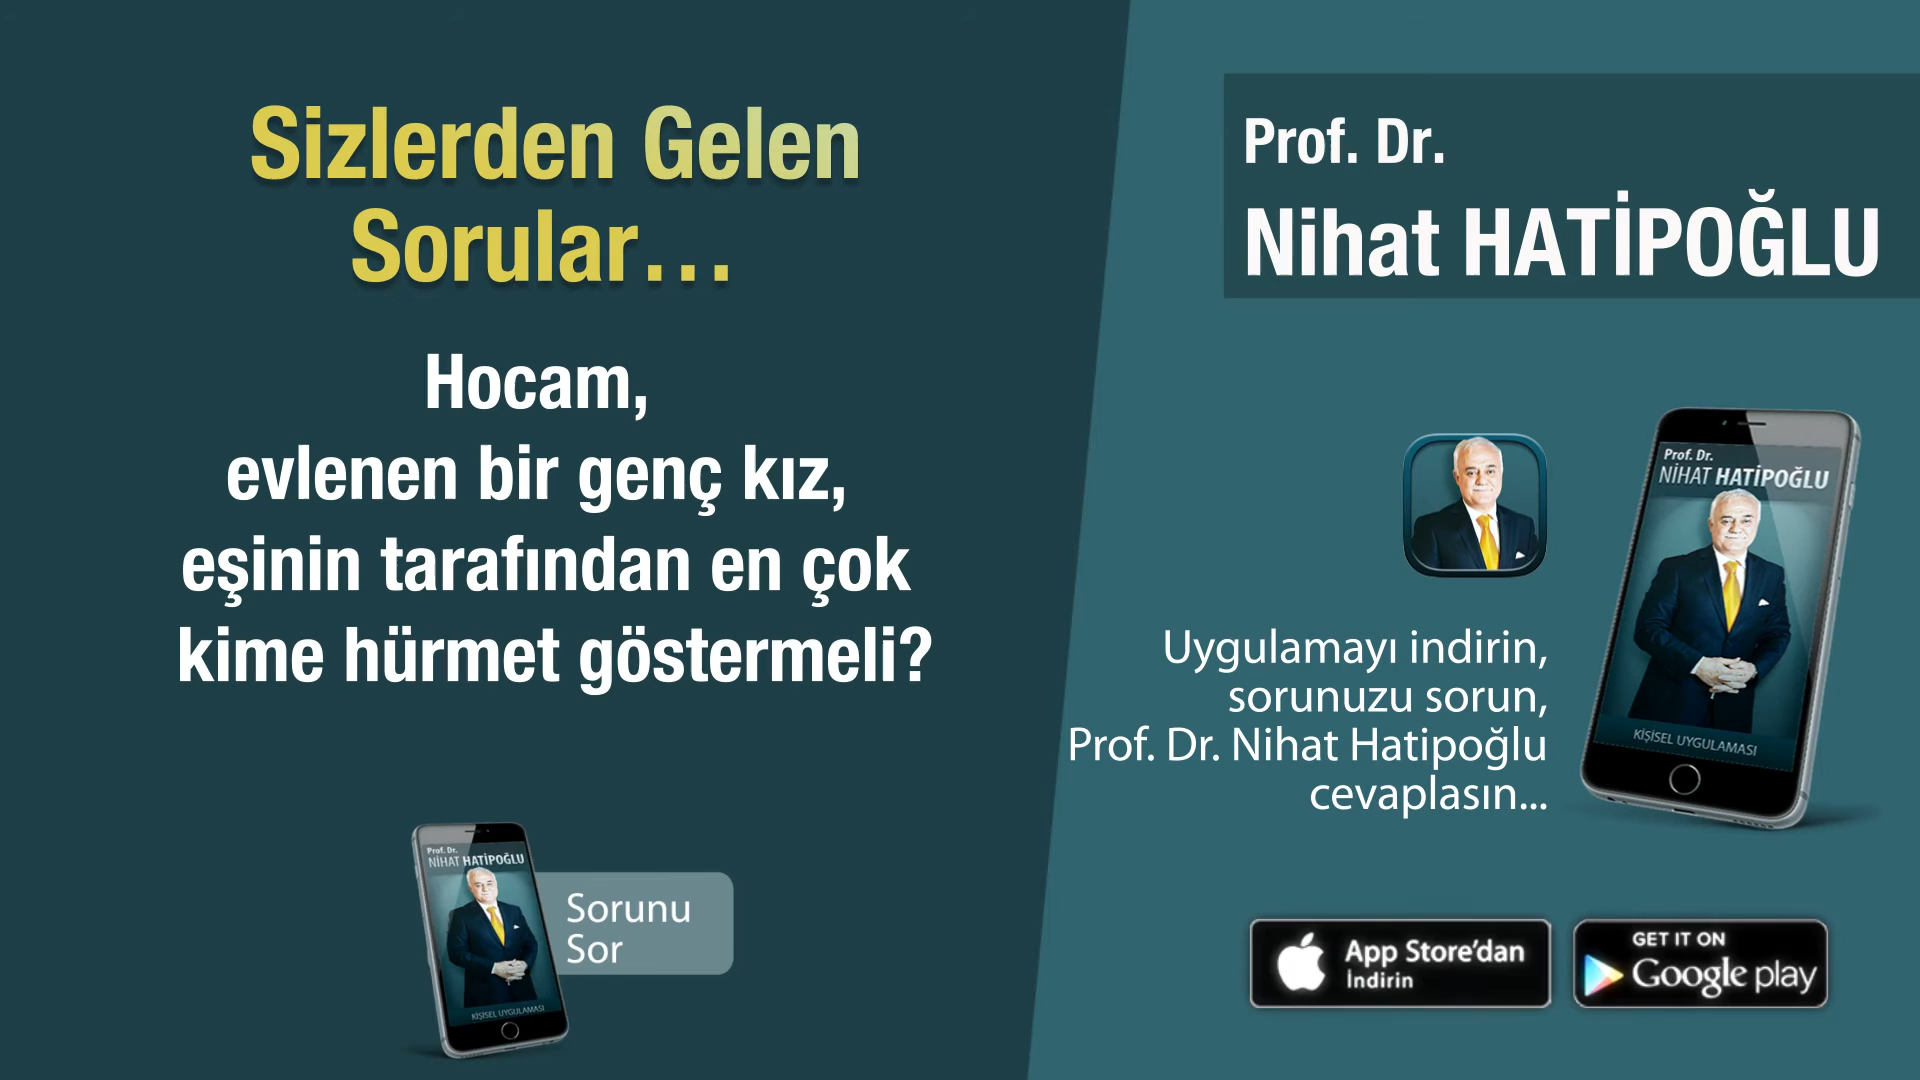 Sizlerden Gelen
Sorular...
Hocam,
evlenen bir genç kız,
eşinin tarafından en çok
kime hürmet göstermeli?
Prof. Dr.
NİHAT HATİPOĞLU
KİŞİSEL UYGULAMASI
Sorunu
Sor
Prof. Dr.
Nihat HATİPOĞLU
Prof. Dr.
NİHAT HATİPOĞLU
KİŞİSEL UYGULAMASI
Uygulamayı indirin,
sorunuzu sorun,
Prof. Dr. Nihat Hatipoğlu
cevaplasın...
App Store'dan
İndirin
GET IT ON
Google play